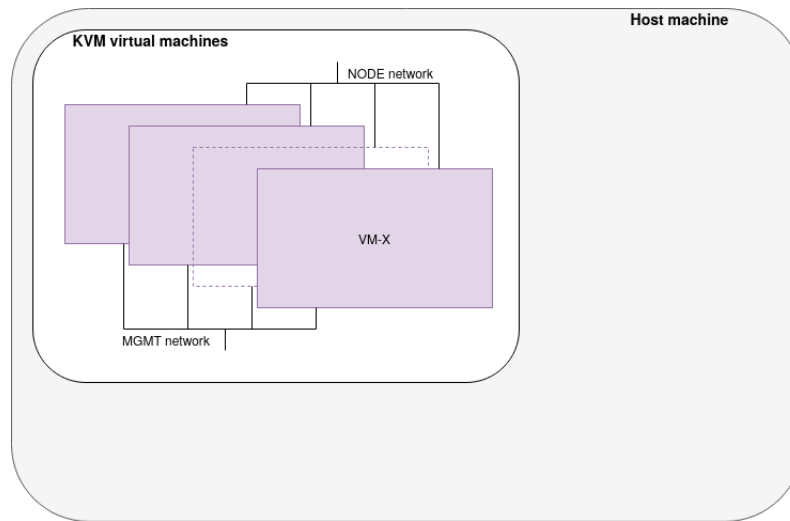 Host machine
KVM virtual machines
NODE network
VM-X
MGMT network